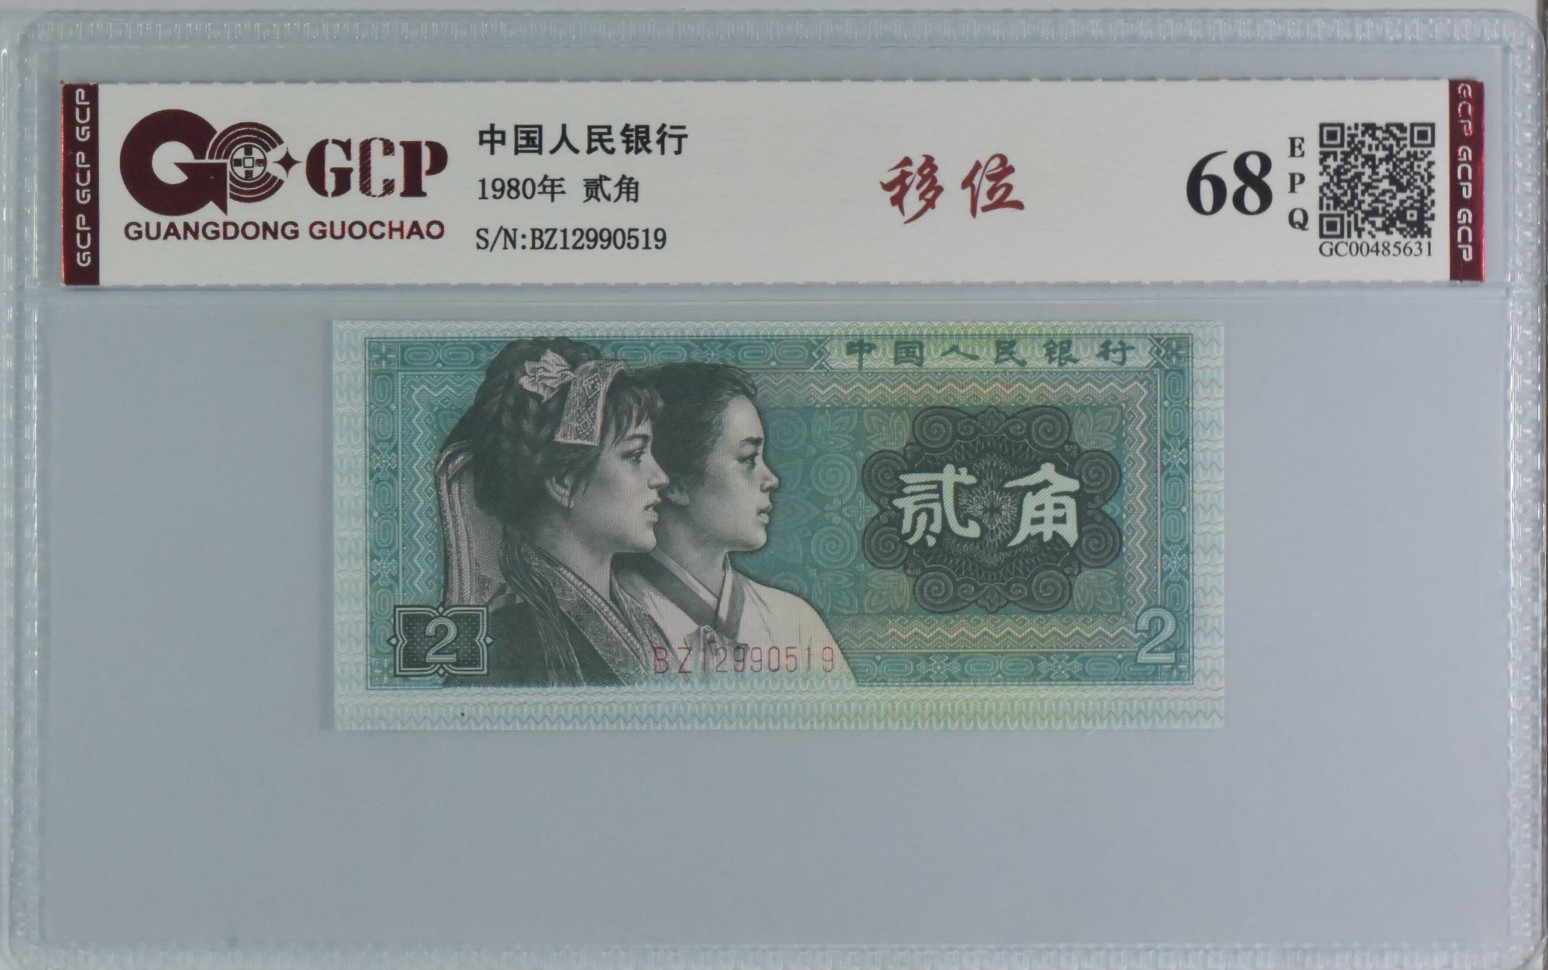 GCP GCP GCP
GCP
GUANGDONG GUOCHAO
中国人民银行
1980年 贰角
S/N:BZ12990519
移位
68
E
P
Q
GC00485631
GCP GCP GCP
中国人民银行
贰角
2
2
BZ12990519